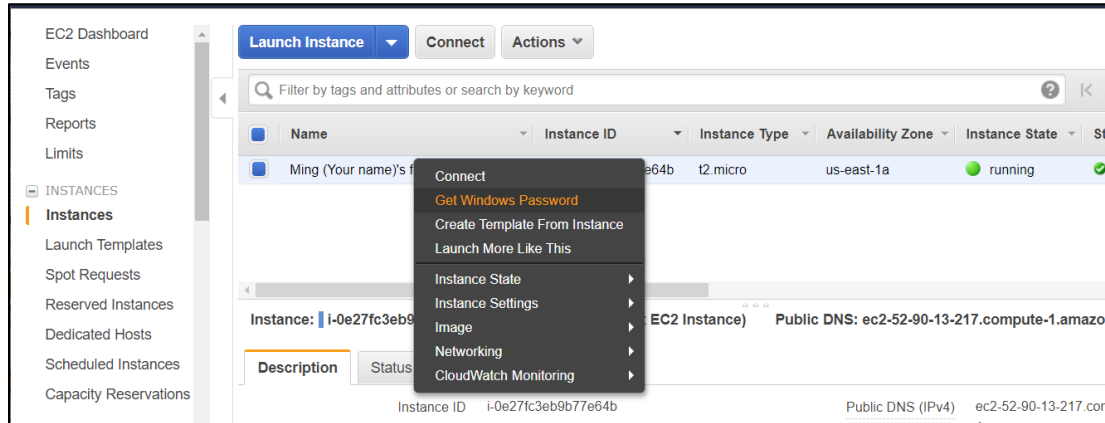 EC2 Dashboard
Events
Tags
Reports
Limits
INSTANCES
Instances
Launch Templates
Spot Requests
Reserved Instances
Dedicated Hosts
Scheduled Instances
Capacity Reservations
Launch Instance Connect Actions
Filter by tags and attributes or search by keyword
Name Instance ID Instance Type Availability Zone Instance State
Ming (Your name)'s e64b t2.micro us-east-1a running
Connect
Get Windows Password
Create Template From Instance
Launch More Like This
Instance State
Instance Settings
Image
Networking
CloudWatch Monitoring
Instance: i-0e27fc3eb9 EC2 Instance) Public DNS: ec2-52-90-13-217.compute-1.amazo
Description Status
Instance ID i-0e27fc3eb9b77e64b Public DNS (IPv4) ec2-52-90-13-217.cor